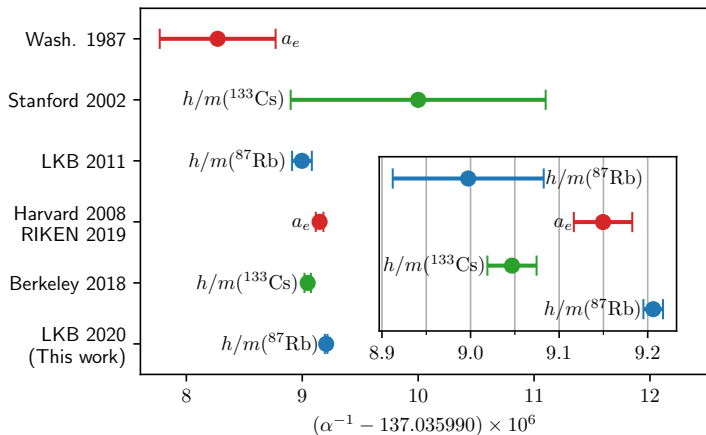 Wash. 1987
a_e
Stanford 2002
h/m(¹³³Cs)
LKB 2011
h/m(⁸⁷Rb)
Harvard 2008
RIKEN 2019
a_e
Berkeley 2018
h/m(¹³³Cs)
LKB 2020
(This work)
h/m(⁸⁷Rb)
h/m(⁸⁷Rb)
a_e
h/m(¹³³Cs)
h/m(⁸⁷Rb)
8.9 9.0 9.1 9.2
8 9 10 11 12
(α⁻¹ − 137.035990) × 10⁶